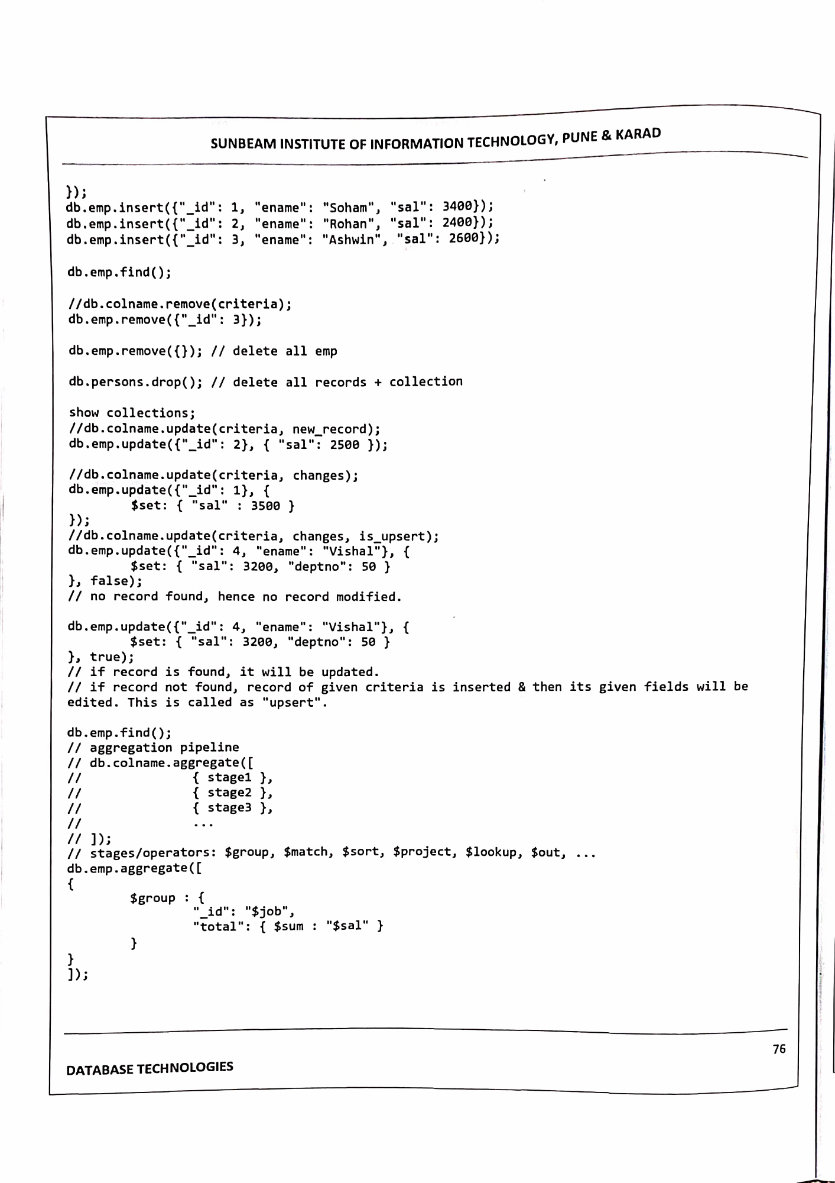 SUNBEAM INSTITUTE OF INFORMATION TECHNOLOGY, PUNE & KARAD
});
db.emp.insert({"_id": 1, "ename": "Soham", "sal": 3400});
db.emp.insert({"_id": 2, "ename": "Rohan", "sal": 2400});
db.emp.insert({"_id": 3, "ename": "Ashwin", "sal": 2600});
db.emp.find();
//db.colname.remove(criteria);
db.emp.remove({"_id": 3});
db.emp.remove({}); // delete all emp
db.persons.drop(); // delete all records + collection
show collections;
//db.colname.update(criteria, new_record);
db.emp.update({"_id": 2}, { "sal": 2500 });
//db.colname.update(criteria, changes);
db.emp.update({"_id": 1}, {
$set: { "sal" : 3500 }
});
//db.colname.update(criteria, changes, is_upsert);
db.emp.update({"_id": 4, "ename": "Vishal"}, {
$set: { "sal": 3200, "deptno": 50 }
}, false);
// no record found, hence no record modified.
db.emp.update({"_id": 4, "ename": "Vishal"}, {
$set: { "sal": 3200, "deptno": 50 }
}, true);
// if record is found, it will be updated.
// if record not found, record of given criteria is inserted & then its given fields will be
edited. This is called as "upsert".
db.emp.find();
// aggregation pipeline
// db.colname.aggregate([
// { stage1 },
// { stage2 },
// { stage3 },
// ...
// ]);
// stages/operators: $group, $match, $sort, $project, $lookup, $out, ...
db.emp.aggregate([
{
$group : {
"_id": "$job",
"total": { $sum : "$sal" }
}
}
]);
76
DATABASE TECHNOLOGIES